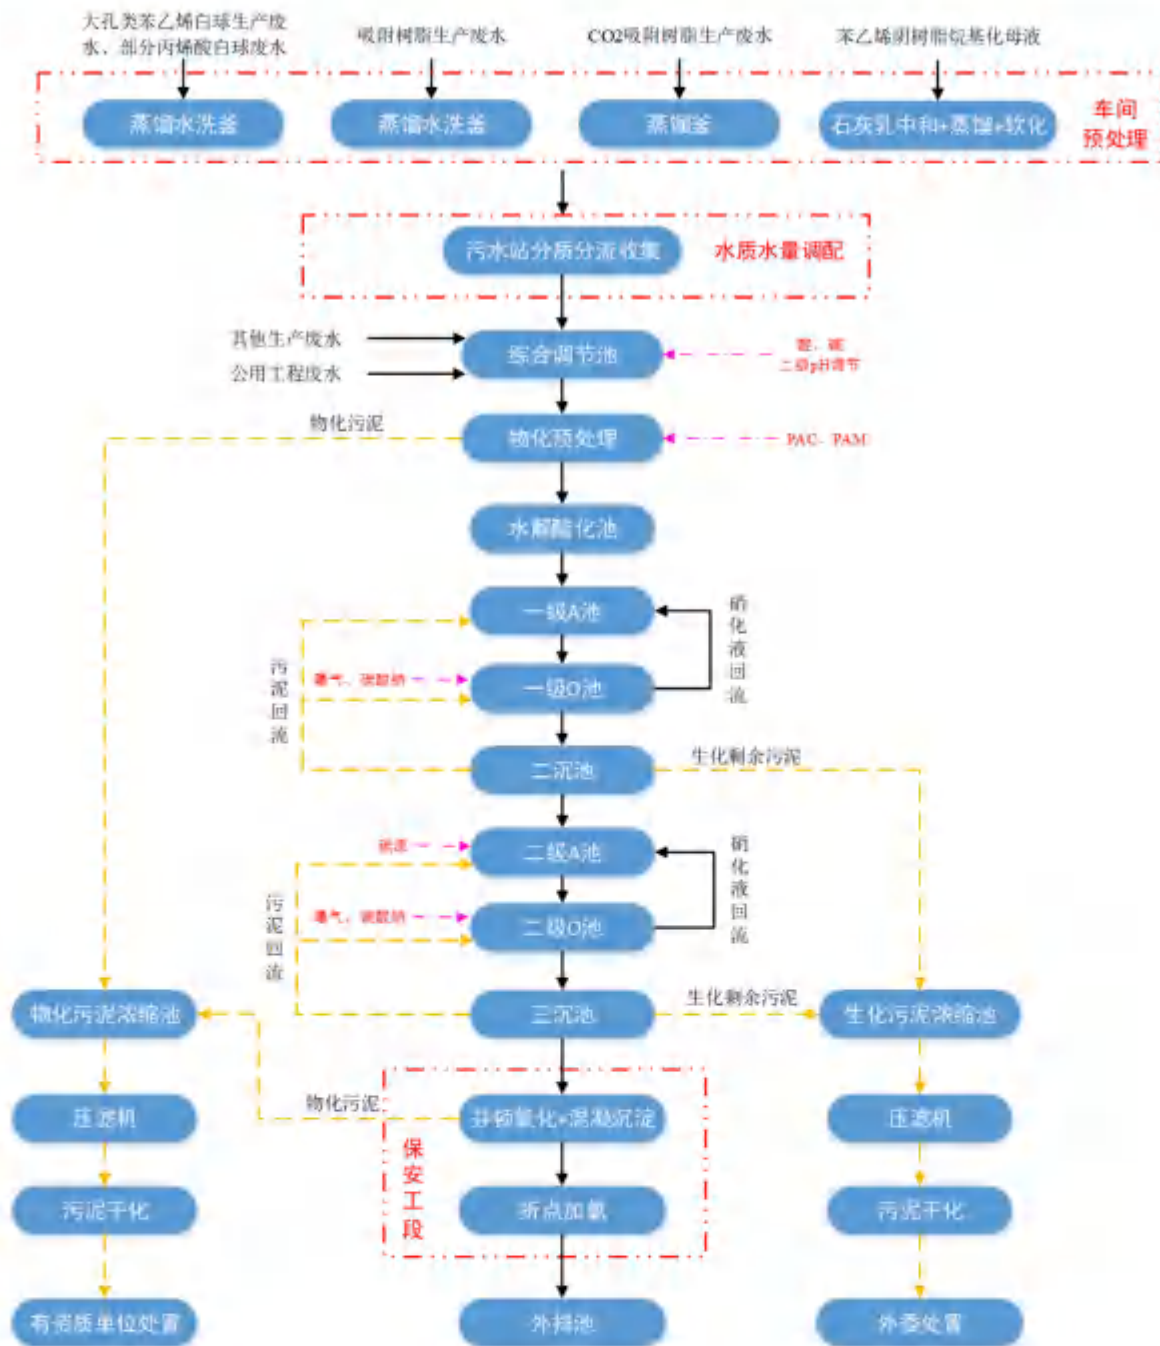 大孔类苯乙烯白球生产废
水、部分丙烯酸白球废水
吸附树脂生产废水
CO2吸附树脂生产废水
苯乙烯阴树脂烷基化母液
蒸馏水洗釜
蒸馏水洗釜
蒸馏釜
石灰乳中和+蒸馏+软化
车间
预处理
污水站分质分流收集
水质水量调配
其他生产废水
公用工程废水
综合调节池
酸、碱
二级pH调节
物化污泥
物化预处理
PAC、PAM
水解酸化池
一级A池
硝化液回流
污泥回流
曝气、碳酸钠
一级O池
二沉池
生化剩余污泥
碳源
二级A池
硝化液回流
污泥回流
曝气、碳酸钠
二级O池
物化污泥浓缩池
三沉池
生化剩余污泥
生化污泥浓缩池
物化污泥
压滤机
芬顿氧化+混凝沉淀
压滤机
保安工段
污泥干化
折点加氯
污泥干化
有资质单位处置
外排池
外委处置